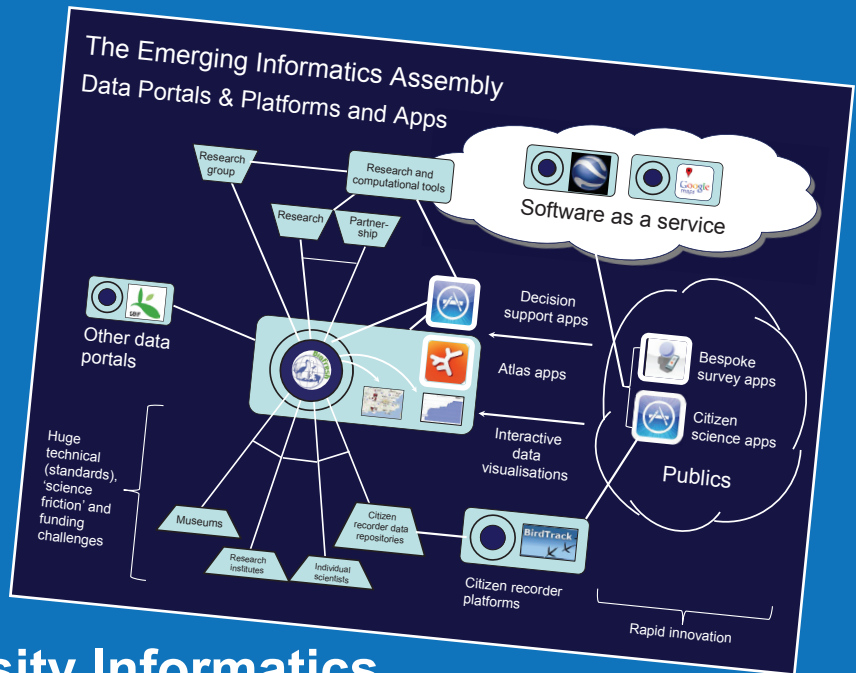 The Emerging Informatics Assembly
Data Portals & Platforms and Apps
Research
group
Research and
computational tools
Research
Partner-
ship
Google
maps
Software as a service
Other data
portals
Decision
support apps
Atlas apps
Interactive
data
visualisations
Bespoke
survey apps
Citizen
science apps
Publics
Huge
technical
(standards),
‘science
friction’ and
funding
challenges
Museums
Research
institutes
Individual
scientists
Citizen
recorder data
repositories
BirdTrack
Citizen recorder
platforms
Rapid innovation
sity Informatics